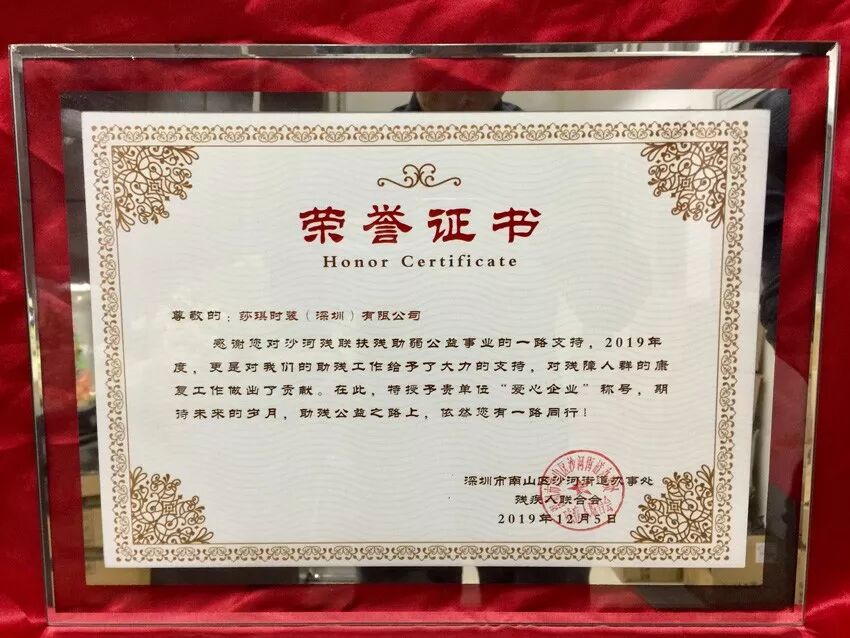 荣誉证书
Honor Certificate
尊敬的：莎琪时装（深圳）有限公司
感谢您对沙河残联扶残助弱公益事业的一路支持，2019年
度，更是对我们的助残工作给予了大力的支持，对残障人群的康
复工作做出了贡献。在此，特授予贵单位“爱心企业”称号，期
待未来的岁月，助残公益之路上，依然您有一路同行！
深圳市南山区沙河街道办事处
残疾人联合会
2019年12月5日